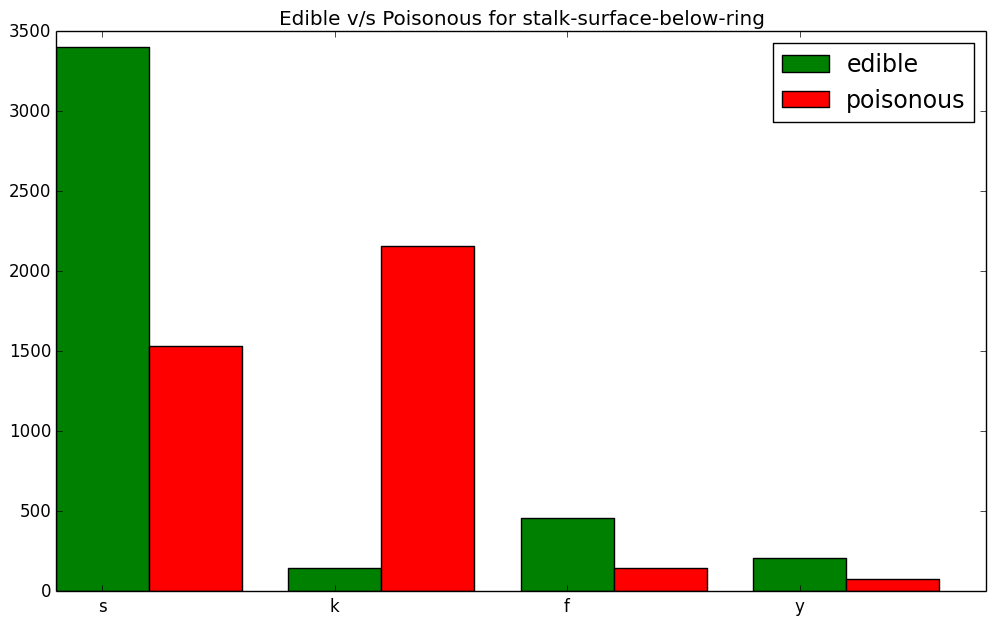 Edible v/s Poisonous for stalk-surface-below-ring
3500
3000
2500
2000
1500
1000
500
0
edible
poisonous
s
k
f
y